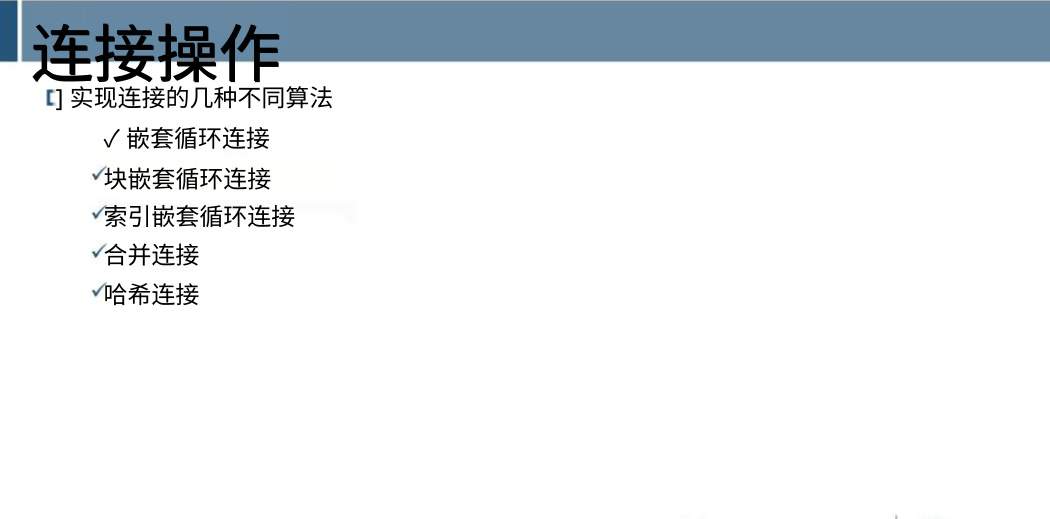 连接操作
[] 实现连接的几种不同算法
✓ 嵌套循环连接
✓块嵌套循环连接
✓索引嵌套循环连接
✓合并连接
✓哈希连接